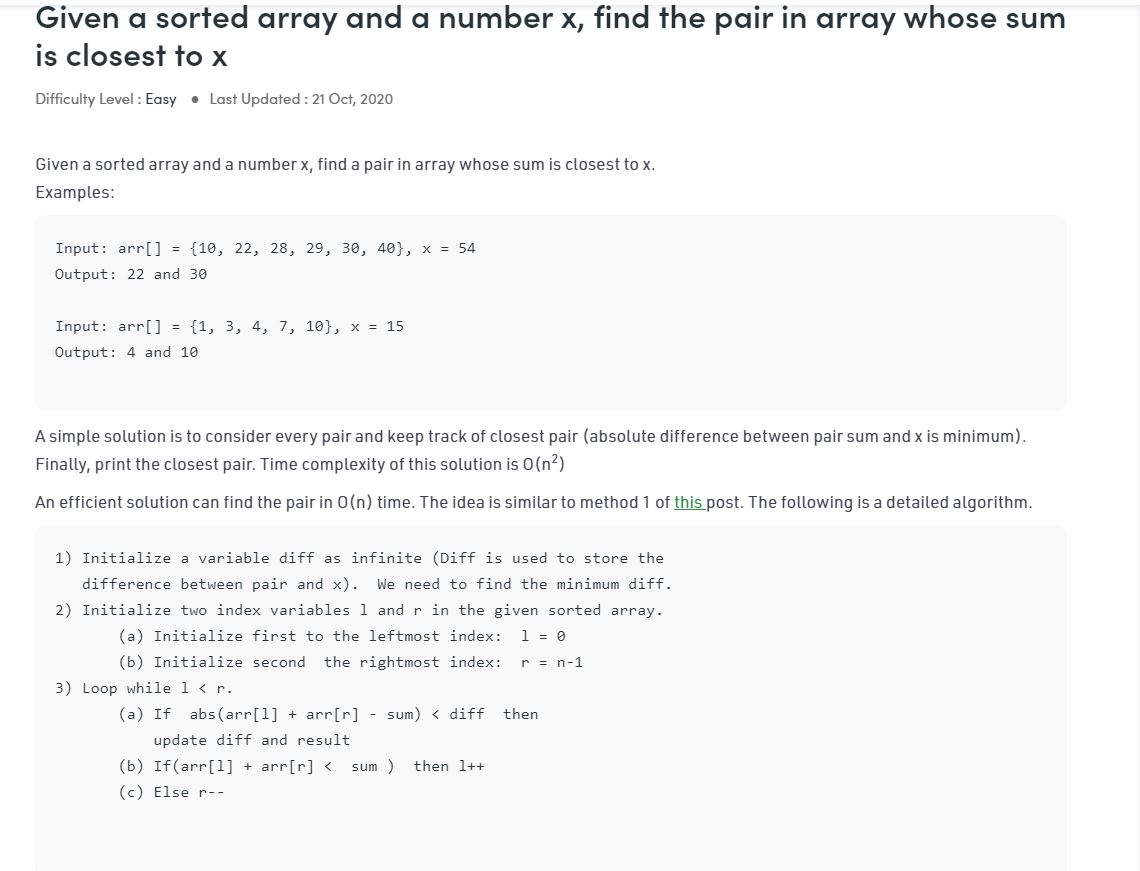 Given a sorted array and a number x, find the pair in array whose sum
is closest to x
Difficulty Level : Easy ● Last Updated : 21 Oct, 2020
Given a sorted array and a number x, find a pair in array whose sum is closest to x.
Examples:
Input: arr[] = {10, 22, 28, 29, 30, 40}, x = 54
Output: 22 and 30
Input: arr[] = {1, 3, 4, 7, 10}, x = 15
Output: 4 and 10
A simple solution is to consider every pair and keep track of closest pair (absolute difference between pair sum and x is minimum).
Finally, print the closest pair. Time complexity of this solution is O(n²)
An efficient solution can find the pair in O(n) time. The idea is similar to method 1 of this post. The following is a detailed algorithm.
1) Initialize a variable diff as infinite (Diff is used to store the
   difference between pair and x).  We need to find the minimum diff.
2) Initialize two index variables l and r in the given sorted array.
       (a) Initialize first to the leftmost index:  l = 0
       (b) Initialize second  the rightmost index:  r = n-1
3) Loop while l < r.
       (a) If  abs(arr[l] + arr[r] - sum) < diff  then
           update diff and result
       (b) If(arr[l] + arr[r] <  sum )  then l++
       (c) Else r--